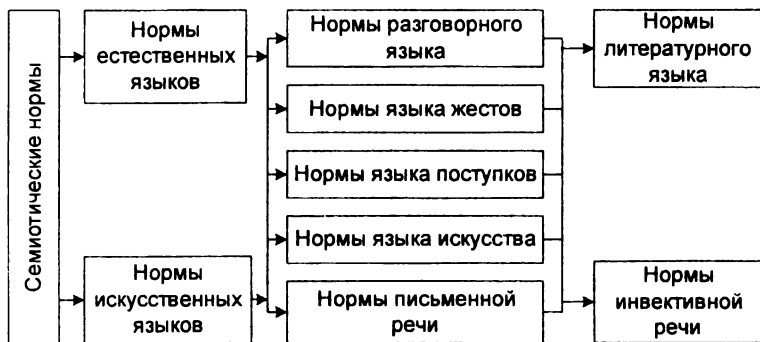 Семиотические нормы
Нормы
естественных
языков
Нормы
искусственных
языков
Нормы разговорного
языка
Нормы языка жестов
Нормы языка поступков
Нормы языка искусства
Нормы письменной
речи
Нормы
литературного
языка
Нормы
инвективной
речи